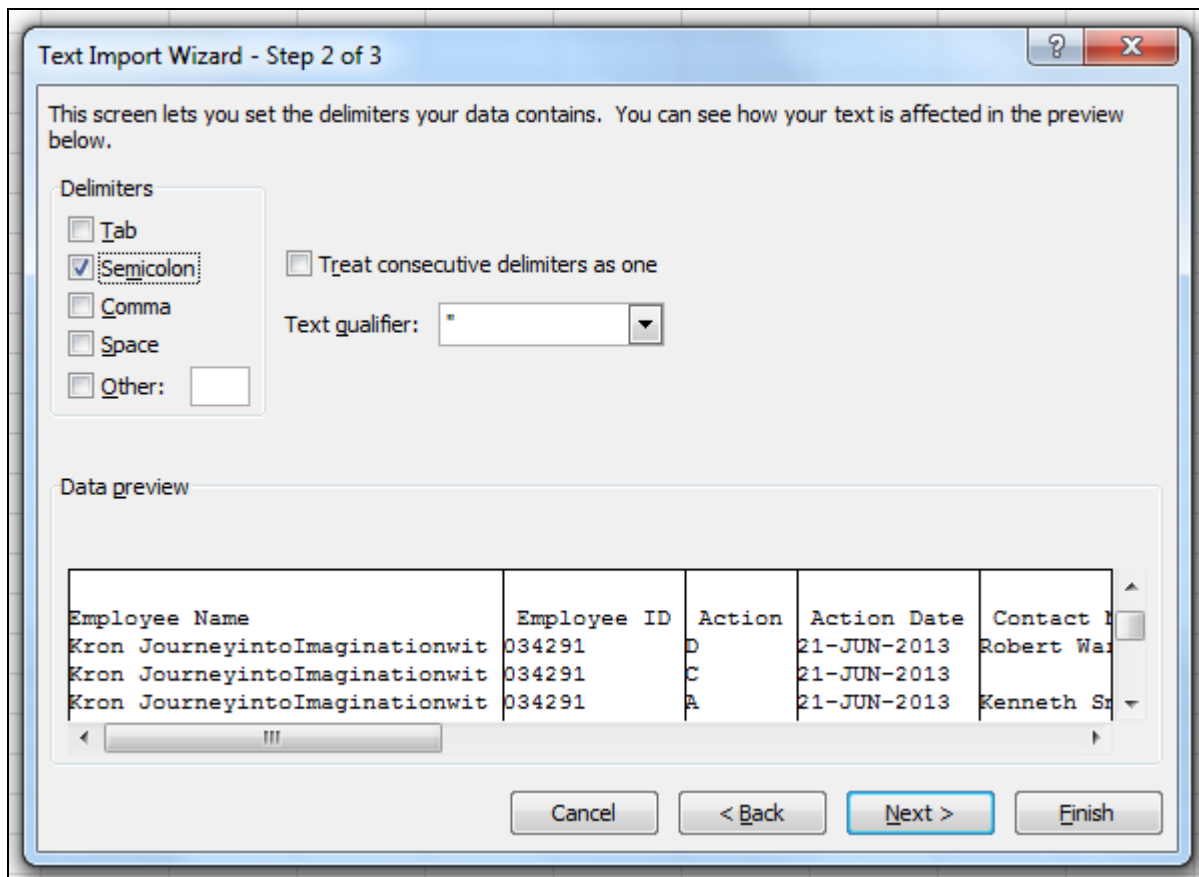 Text Import Wizard - Step 2 of 3
This screen lets you set the delimiters your data contains. You can see how your text is affected in the preview
below.
Delimiters
Tab
Semicolon
Comma
Space
Other:
Treat consecutive delimiters as one
Text qualifier: "
Data preview
Employee Name Employee ID Action Action Date Contact
Kron JourneyintoImaginationwit 034291 D 21-JUN-2013 Robert
Kron JourneyintoImaginationwit 034291 C 21-JUN-2013
Kron JourneyintoImaginationwit 034291 A 21-JUN-2013 Kenneth
Cancel < Back Next > Finish